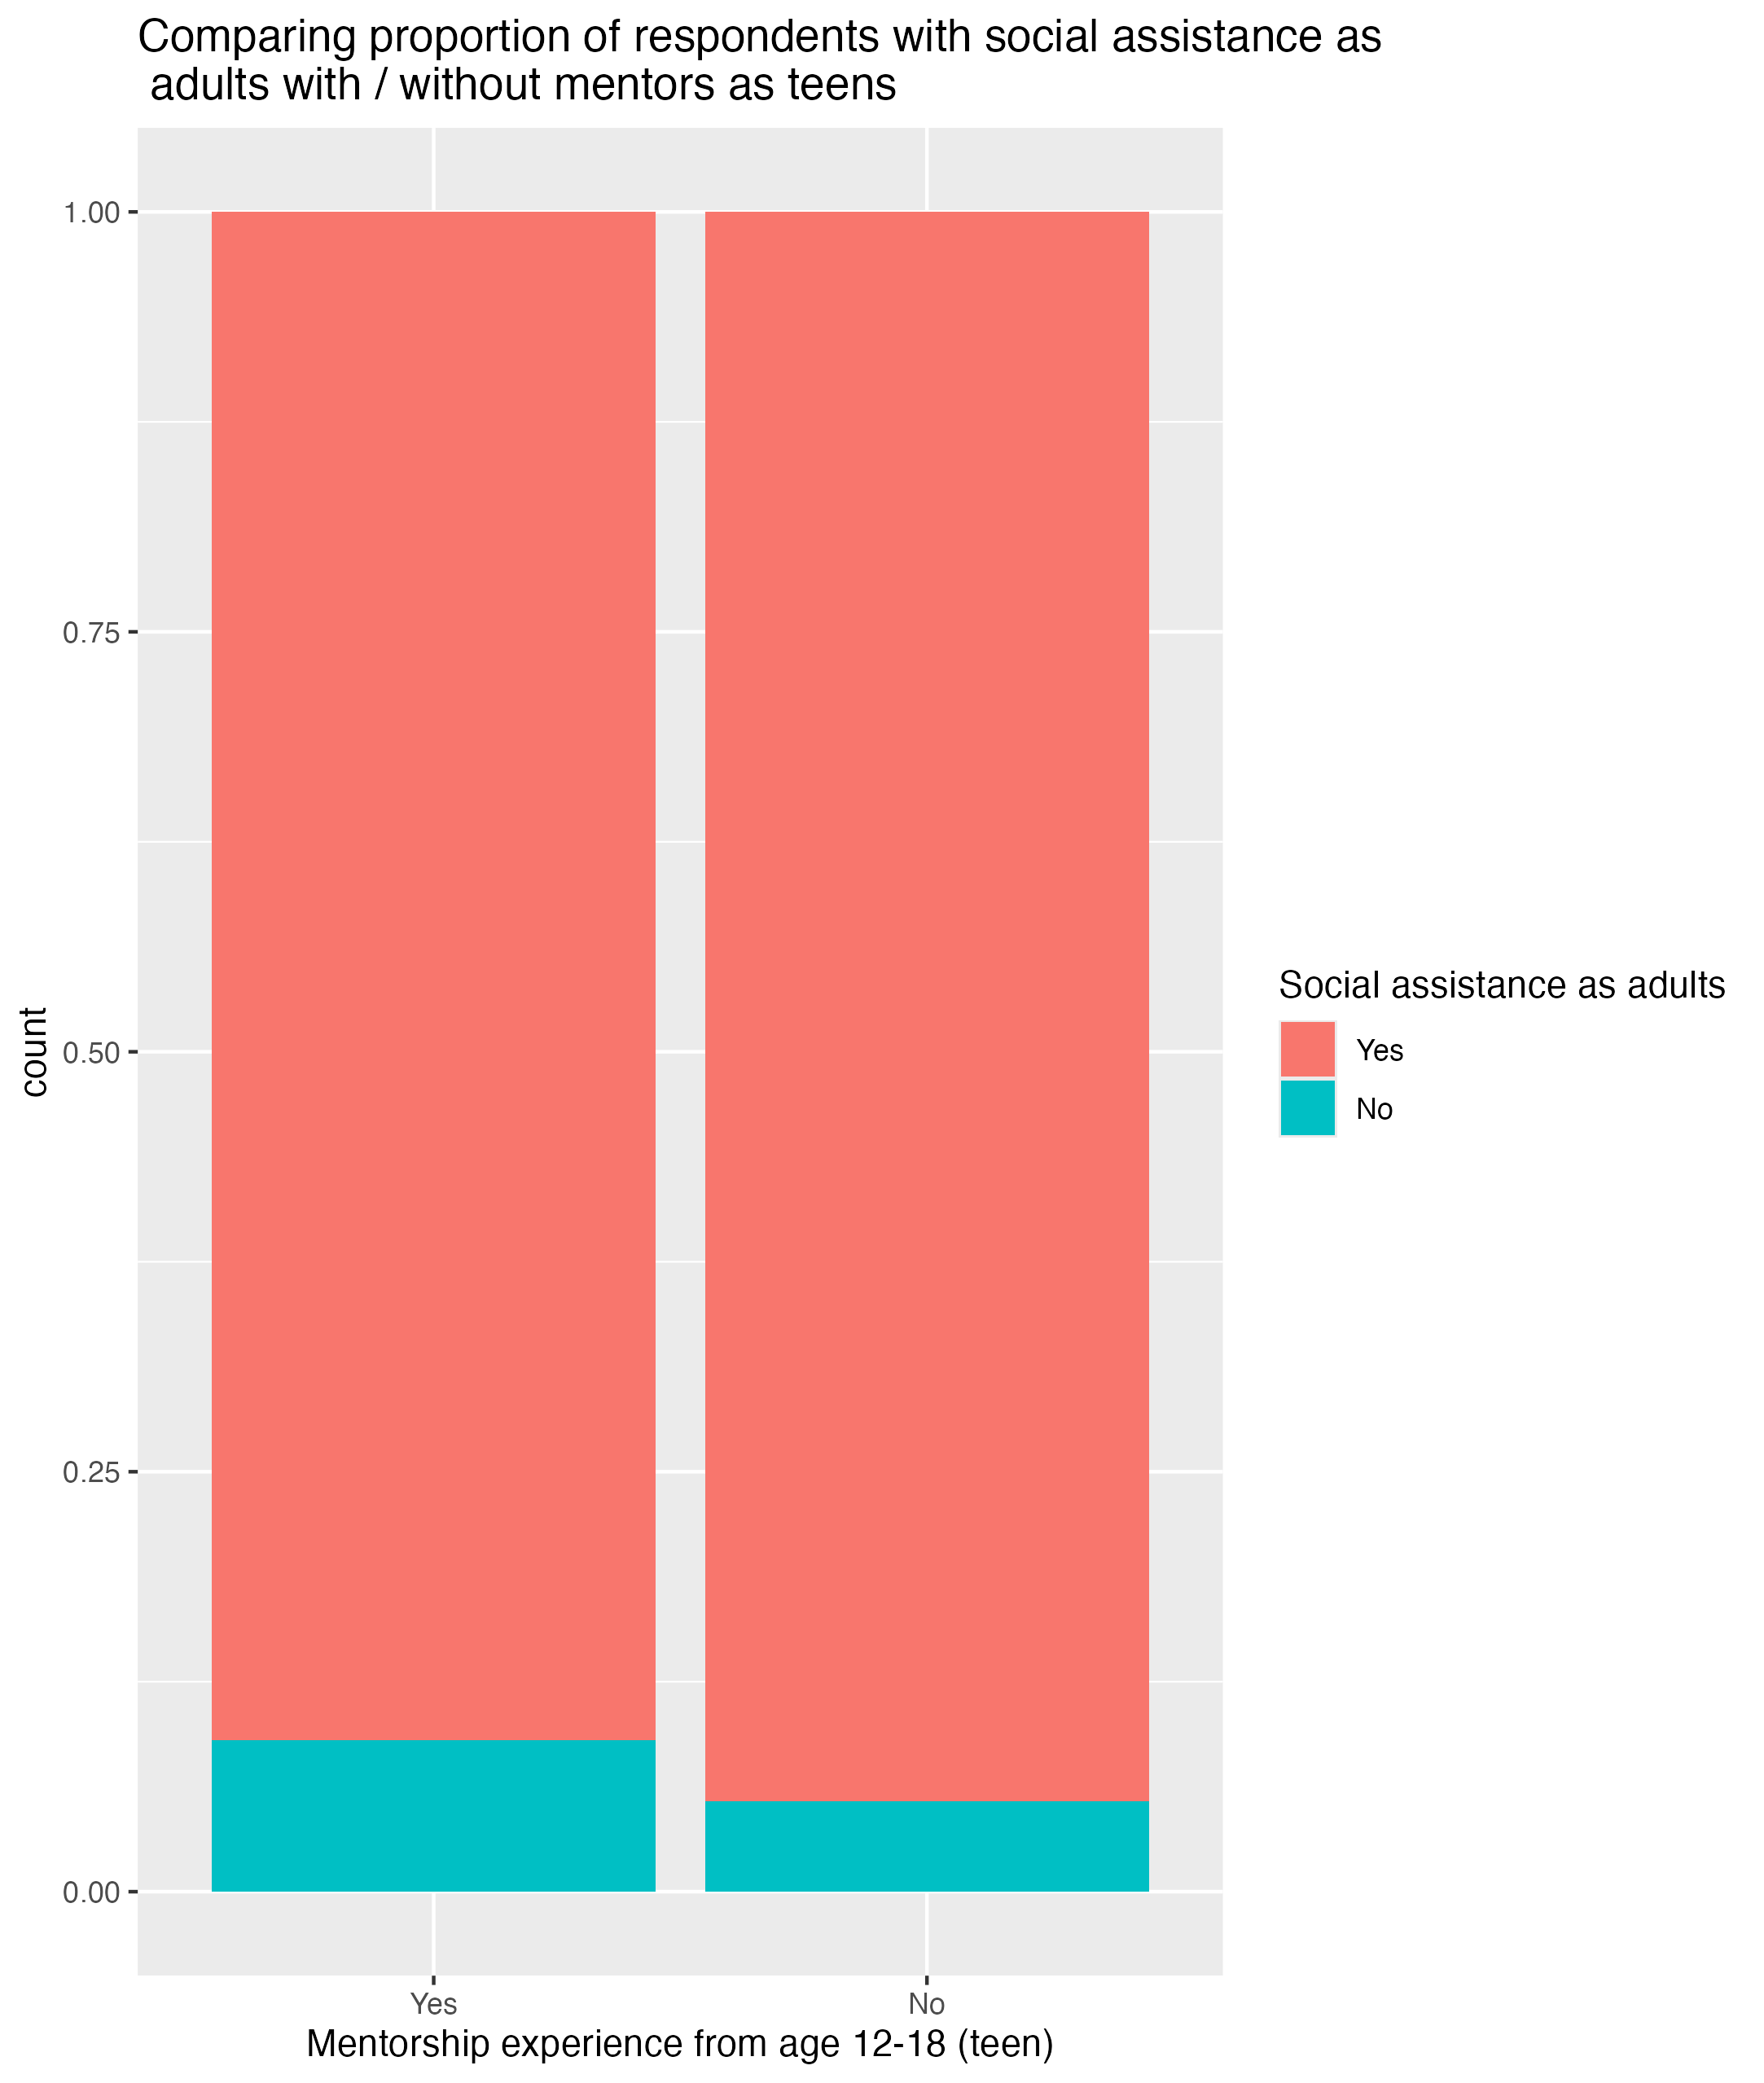 Comparing proportion of respondents with social assistance as
adults with / without mentors as teens
1.00
0.75
0.50
0.25
0.00
count
Yes
No
Mentorship experience from age 12-18 (teen)
Social assistance as adults
Yes
No